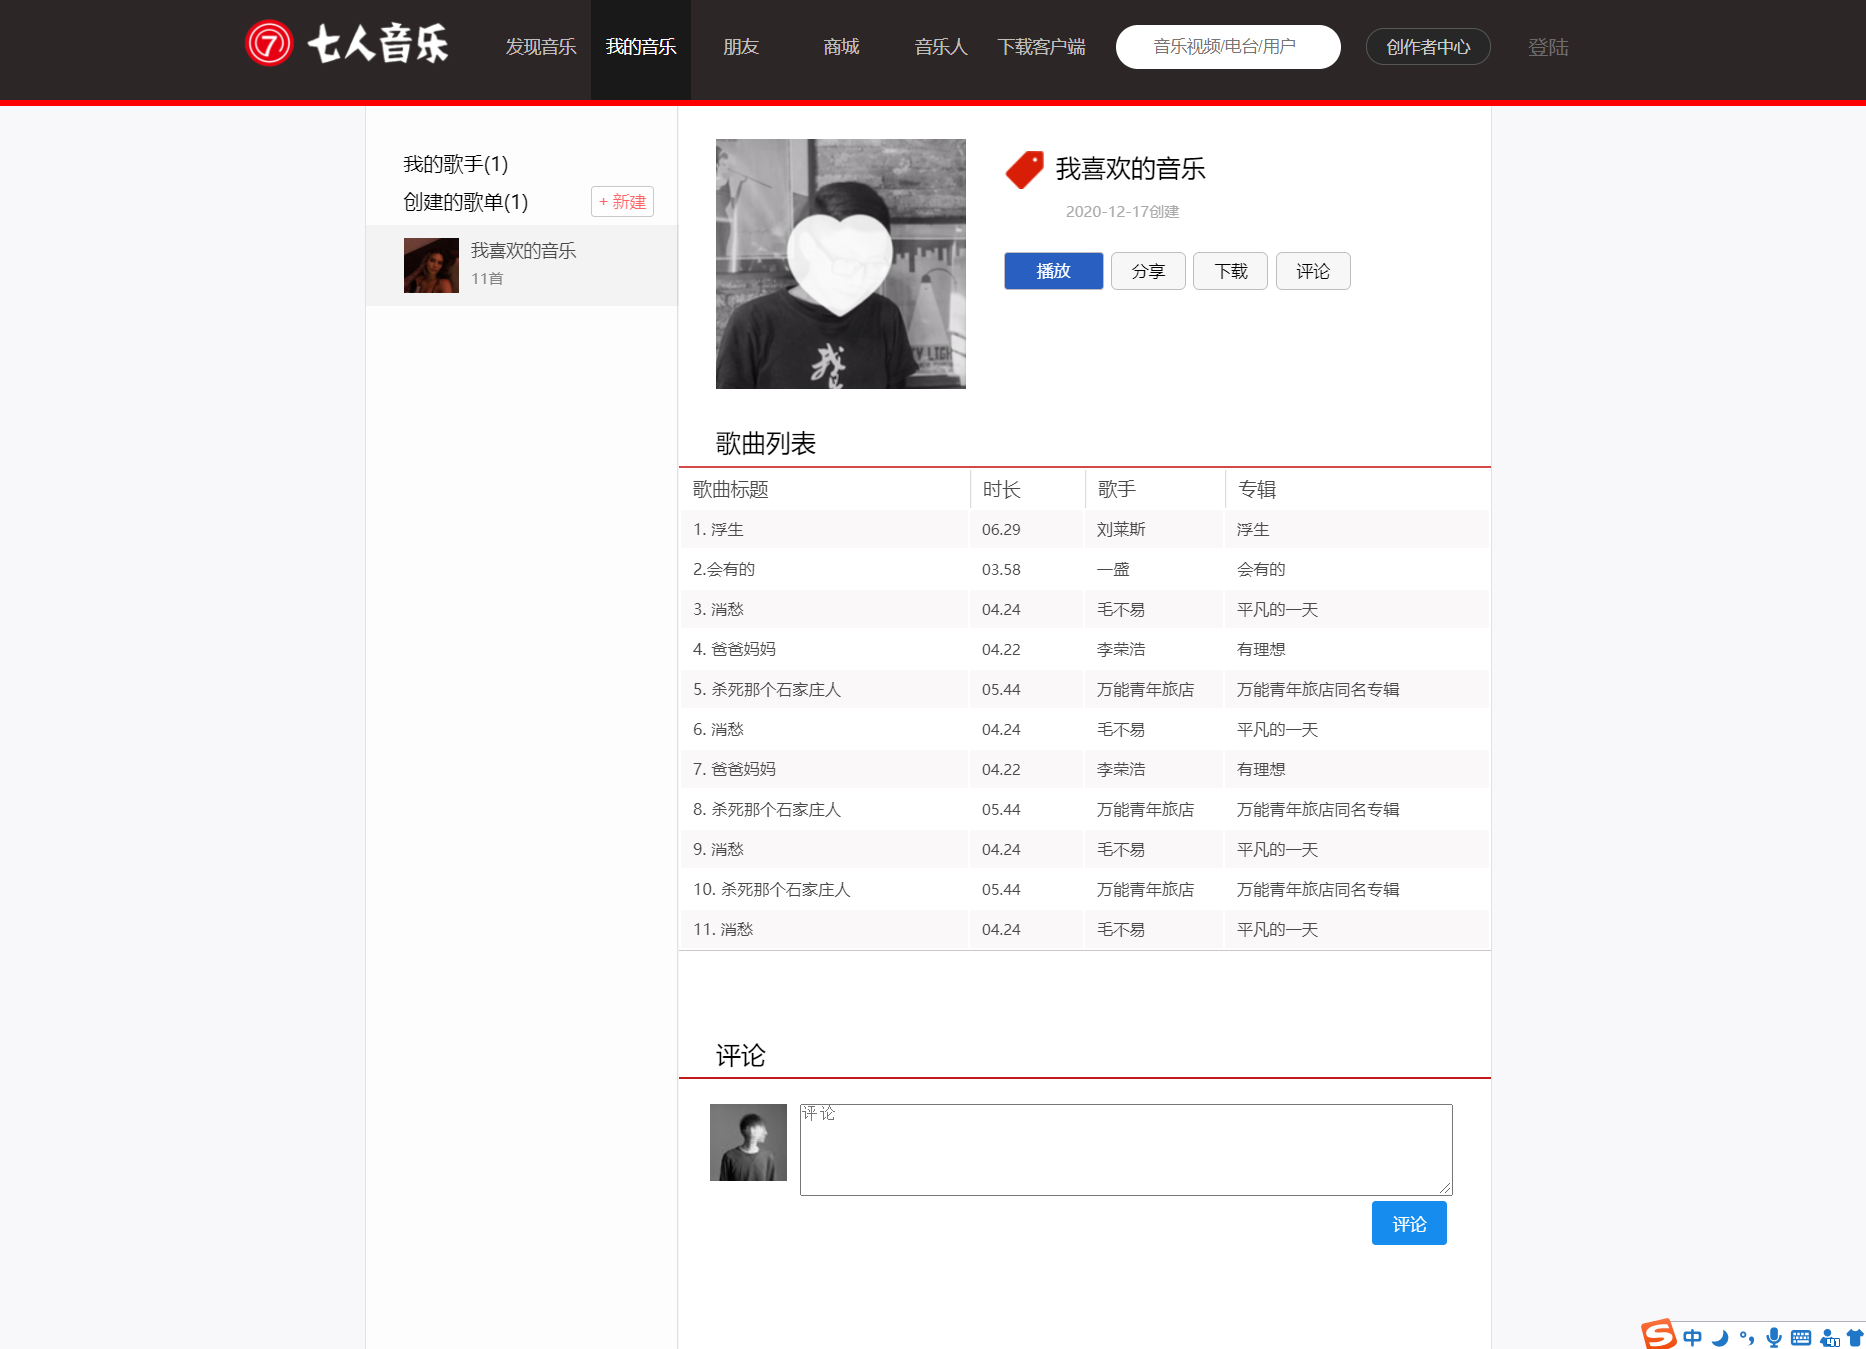 ⑦ 七人音乐 发现音乐 我的音乐 朋友 商城 音乐人 下载客户端 音乐视频/电台/用户 创作者中心 登陆
我的歌手(1)
创建的歌单(1) + 新建
我喜欢的音乐
11首
我喜欢的音乐
2020-12-17创建
播放 分享 下载 评论
歌曲列表
歌曲标题 时长 歌手 专辑
1. 浮生 06.29 刘莱斯 浮生
2.会有的 03.58 一盛 会有的
3. 消愁 04.24 毛不易 平凡的一天
4. 爸爸妈妈 04.22 李荣浩 有理想
5. 杀死那个石家庄人 05.44 万能青年旅店 万能青年旅店同名专辑
6. 消愁 04.24 毛不易 平凡的一天
7. 爸爸妈妈 04.22 李荣浩 有理想
8. 杀死那个石家庄人 05.44 万能青年旅店 万能青年旅店同名专辑
9. 消愁 04.24 毛不易 平凡的一天
10. 杀死那个石家庄人 05.44 万能青年旅店 万能青年旅店同名专辑
11. 消愁 04.24 毛不易 平凡的一天
评论
评论
评论
中